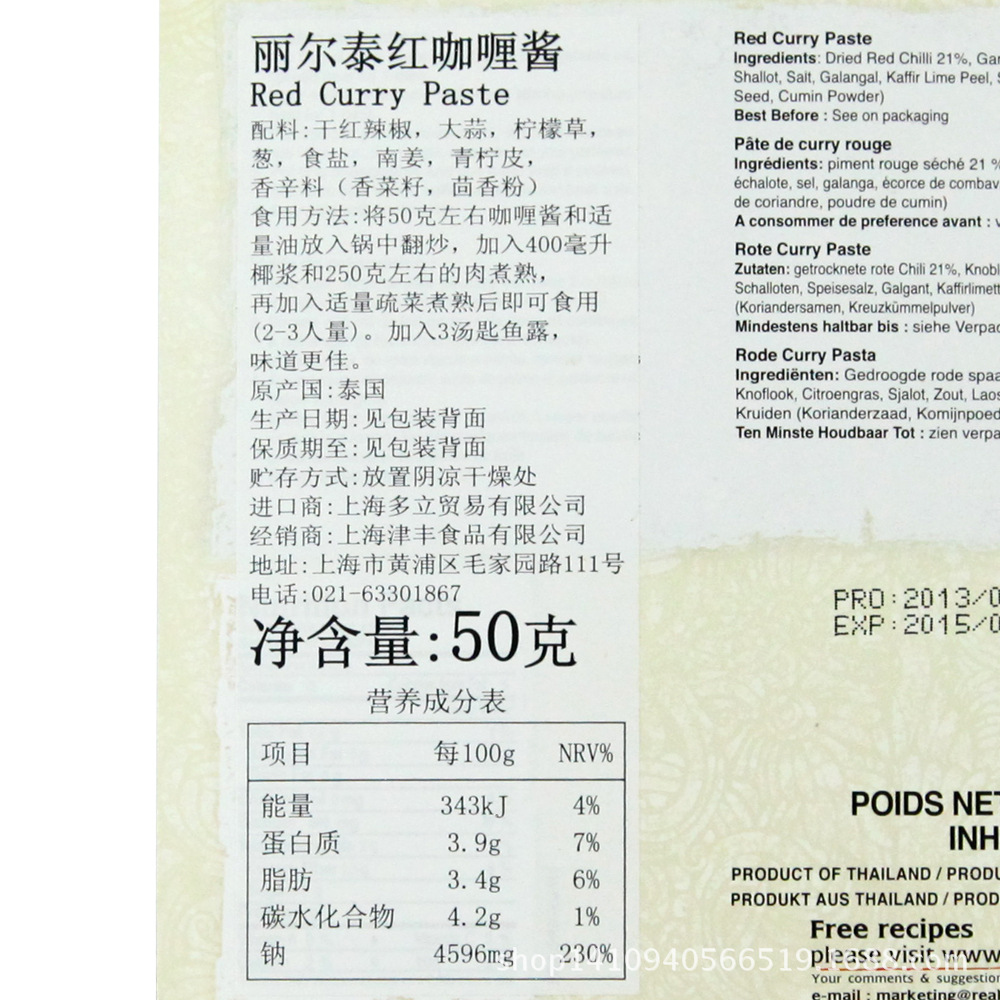 丽尔泰红咖喱酱
Red Curry Paste
配料:干红辣椒，大蒜，柠檬草，
葱，食盐，南姜，青柠皮，
香辛料（香菜籽，茴香粉）
食用方法:将50克左右咖喱酱和适
量油放入锅中翻炒，加入400毫升
椰浆和250克左右的肉煮熟，
再加入适量疏菜煮熟后即可食用
(2-3人量)。加入3汤匙鱼露，
味道更佳。
原产国:泰国
生产日期:见包装背面
保质期至:见包装背面
贮存方式:放置阴凉干燥处
进口商:上海多立贸易有限公司
经销商:上海津丰食品有限公司
地址:上海市黄浦区毛家园路111号
电话:021-63301867
净含量:50克
营养成分表
项目 每100g NRV%
能量 343kJ 4%
蛋白质 3.9g 7%
脂肪 3.4g 6%
碳水化合物 4.2g 1%
钠 4596mg 230%
Red Curry Paste
Ingredients: Dried Red Chilli 21%, Gar
Shallot, Salt, Galangal, Kaffir Lime Peel, S
Seed, Cumin Powder)
Best Before : See on packaging
Pâte de curry rouge
Ingrédients: piment rouge séché 21 %
échalote, sel, galanga, écorce de combav
de coriandre, poudre de cumin)
A consommer de preference avant : v
Rote Curry Paste
Zutaten: getrocknete rote Chili 21%, Knobl
Schalloten, Speisesalz, Galgant, Kaffirlimett
(Koriandersamen, Kreuzkümmelpulver)
Mindestens haltbar bis : siehe Verpac
Rode Curry Pasta
Ingrediënten: Gedroogde rode spaa
Knoflook, Citroengras, Sjalot, Zout, Laos
Kruiden (Korianderzaad, Komijnpoed
Ten Minste Houdbaar Tot : zien verpa
PRO:2013/0
EXP:2015/0
POIDS NET
INH
PRODUCT OF THAILAND / PRODU
PRODUKT AUS THAILAND / PROD
Free recipes
please visit www
Your comments & suggestion
e-mail : marketing@real
shop1410940566519.1688.com